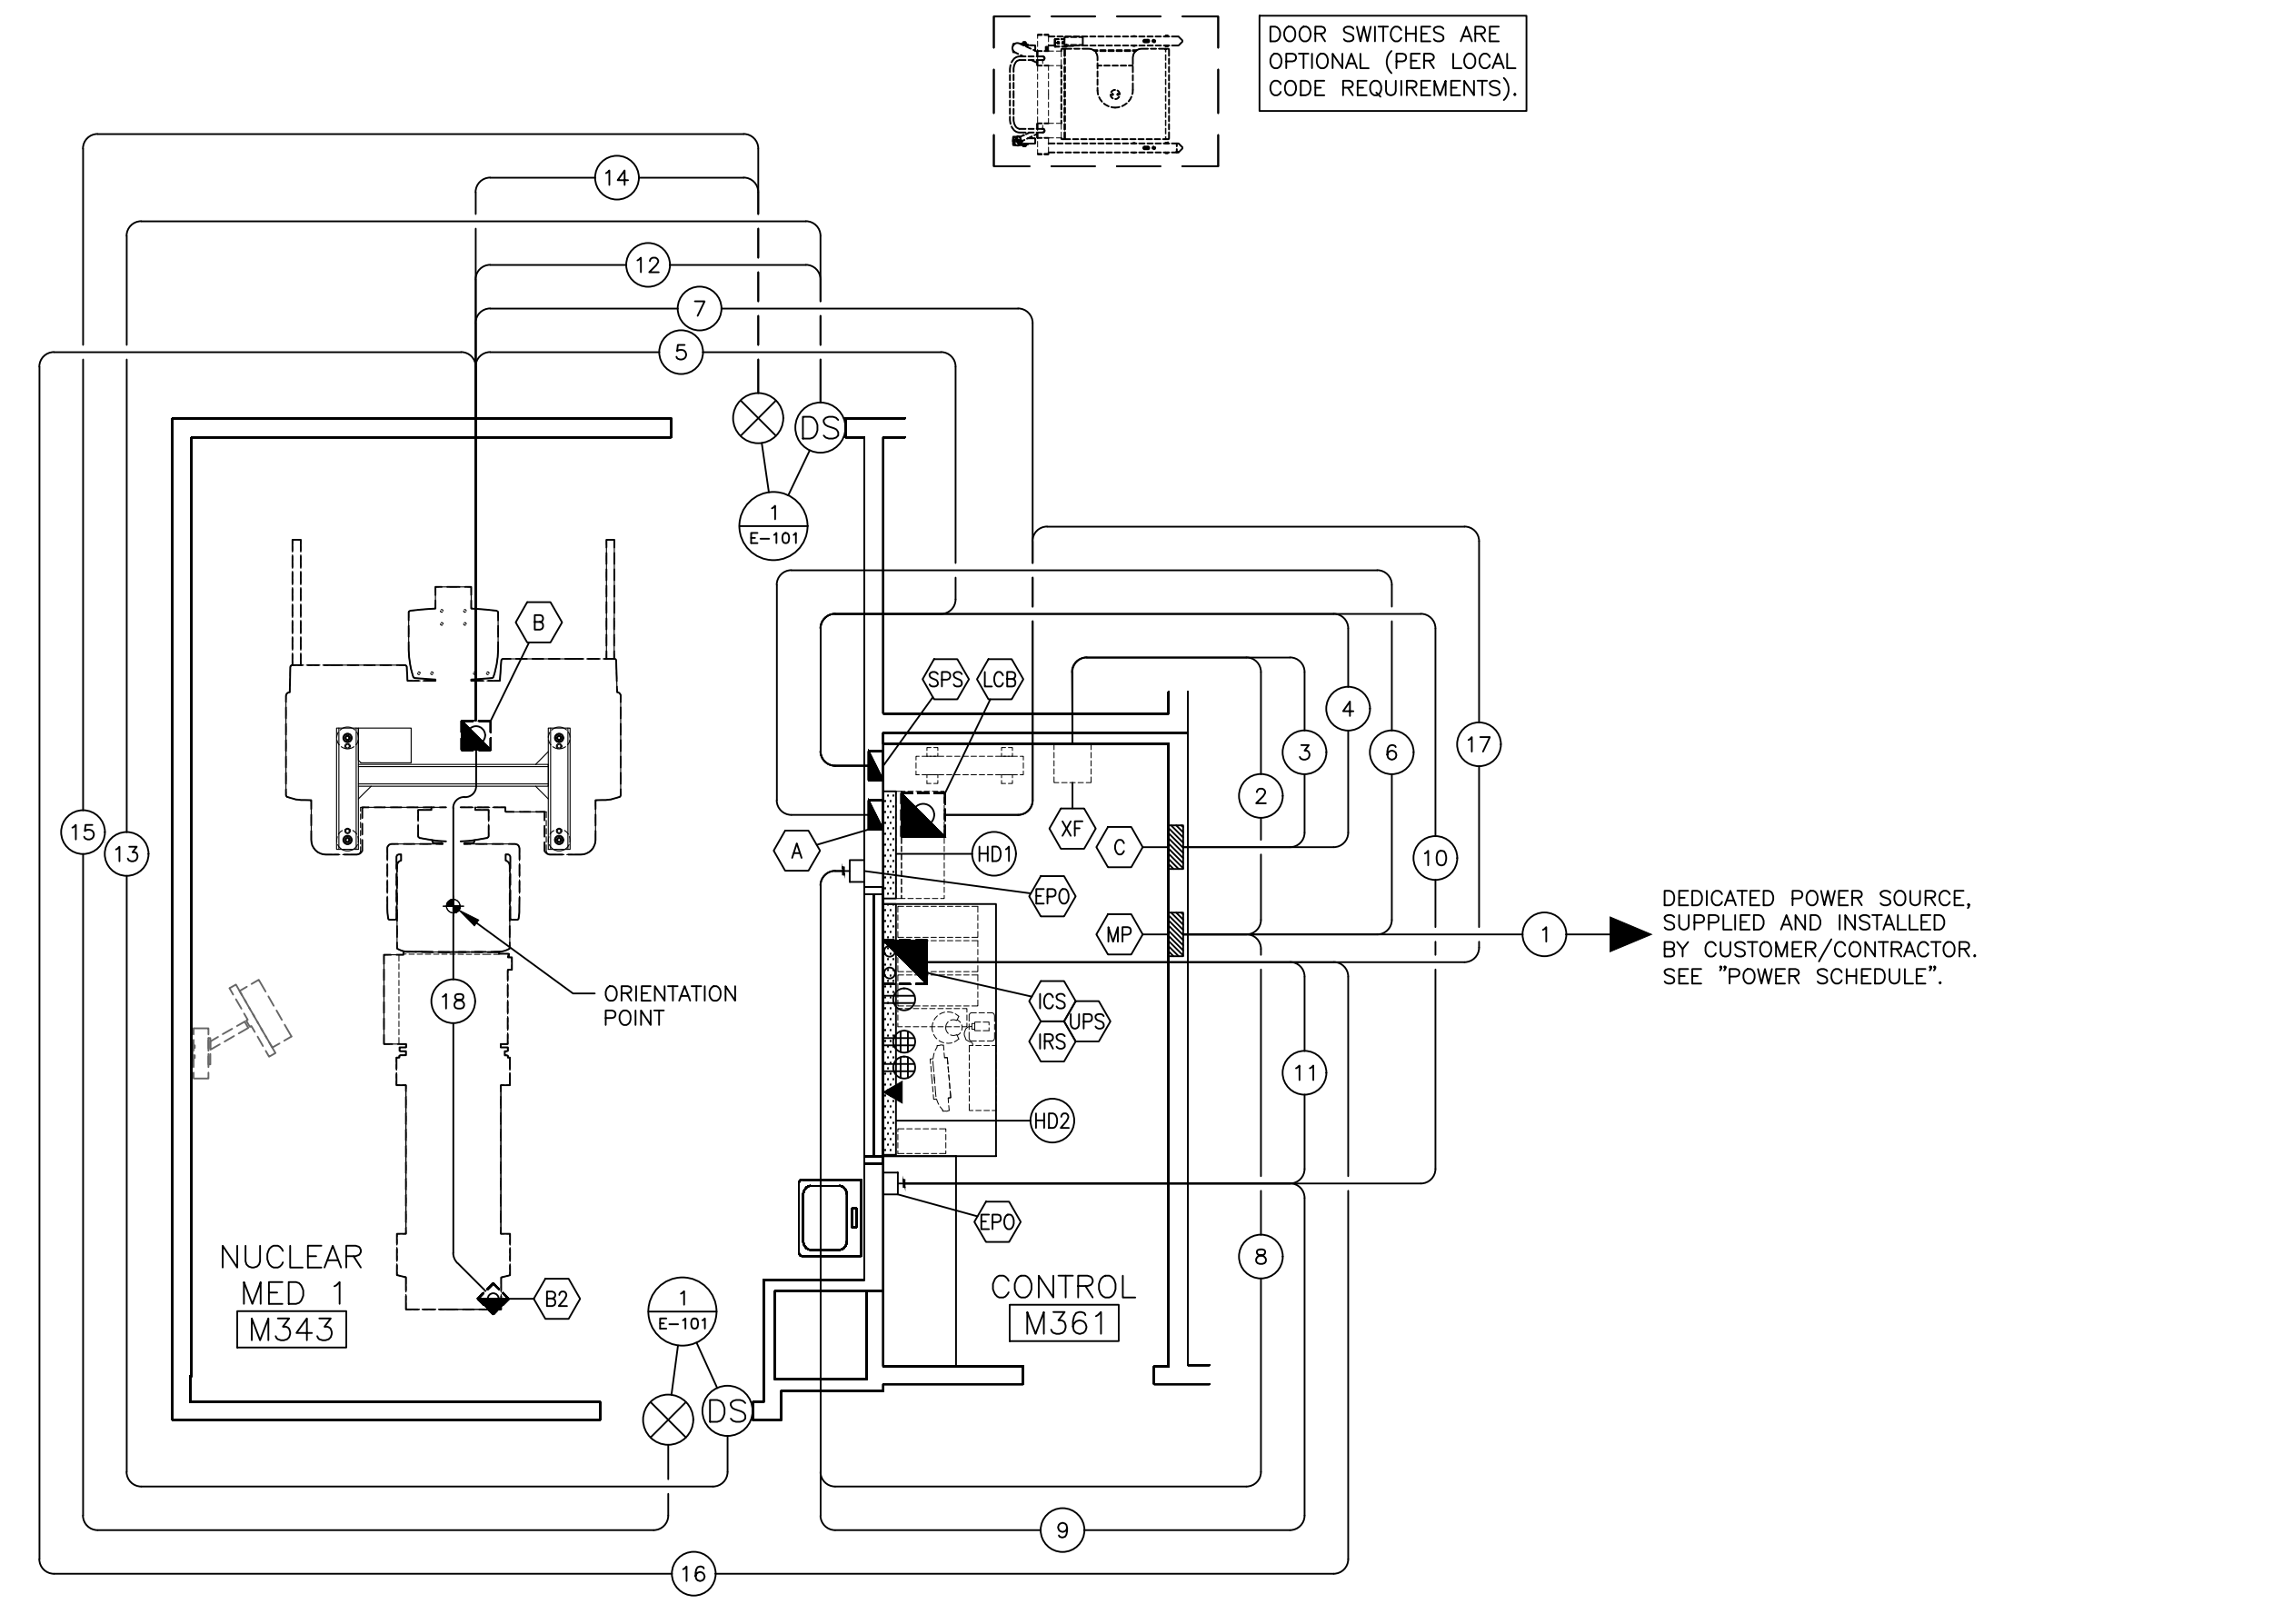 DOOR SWITCHES ARE
OPTIONAL (PER LOCAL
CODE REQUIREMENTS).
14
12
7
5
DS
1
E-101
B
SPS
LCB
4
3
6
17
2
15
13
A
HD1
XF
C
10
EPO
MP
1
DEDICATED POWER SOURCE,
SUPPLIED AND INSTALLED
BY CUSTOMER/CONTRACTOR.
SEE "POWER SCHEDULE".
18
ORIENTATION
POINT
ICS
UPS
IRS
11
HD2
EPO
8
NUCLEAR
MED 1
M343
B2
1
E-101
CONTROL
M361
DS
9
16